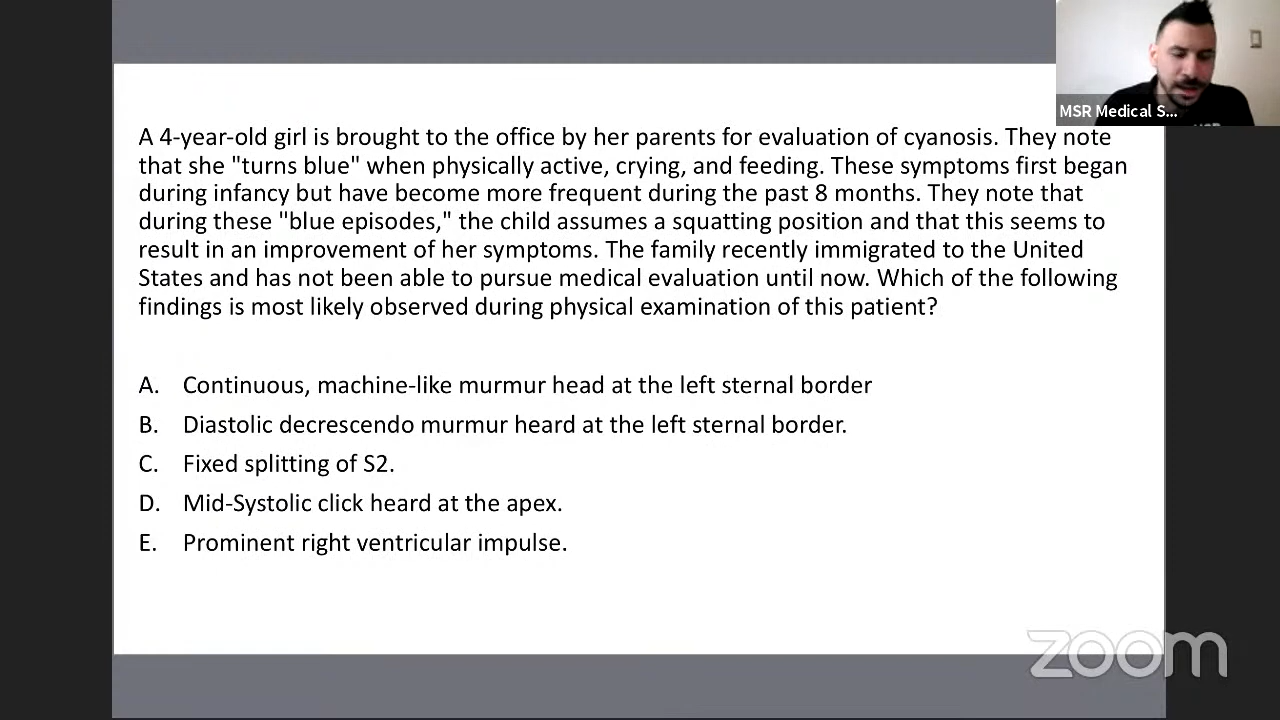 MSR Medical S...
A 4-year-old girl is brought to the office by her parents for evaluation of cyanosis. They note
that she "turns blue" when physically active, crying, and feeding. These symptoms first began
during infancy but have become more frequent during the past 8 months. They note that
during these "blue episodes," the child assumes a squatting position and that this seems to
result in an improvement of her symptoms. The family recently immigrated to the United
States and has not been able to pursue medical evaluation until now. Which of the following
findings is most likely observed during physical examination of this patient?
A. Continuous, machine-like murmur head at the left sternal border
B. Diastolic decrescendo murmur heard at the left sternal border.
C. Fixed splitting of S2.
D. Mid-Systolic click heard at the apex.
E. Prominent right ventricular impulse.
zoom